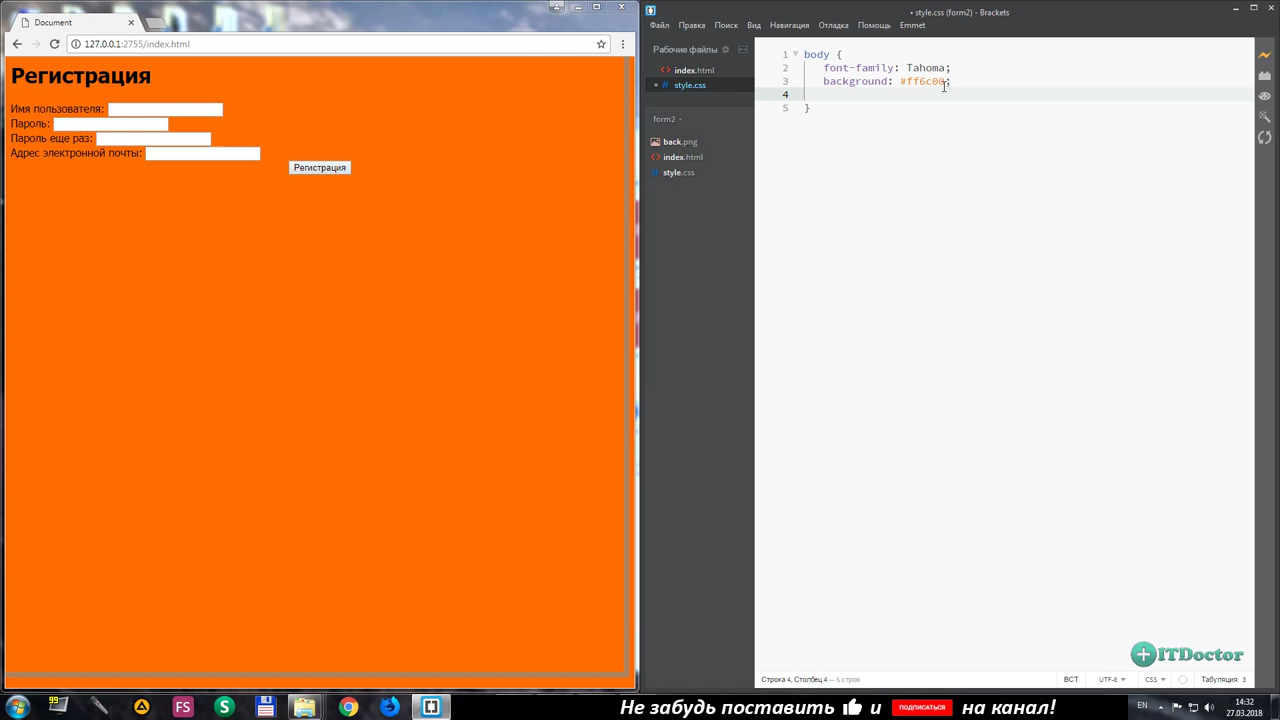 Document
127.0.0.1:2755/index.html
Регистрация
Имя пользователя:
Пароль:
Пароль еще раз:
Адрес электронной почты:
Регистрация
• style.css (form2) - Brackets
Файл Правка Поиск Вид Навигация Отладка Помощь Emmet
Рабочие файлы
index.html
style.css
form2
back.png
index.html
style.css
1 body {
2 font-family: Tahoma;
3 background: #ff6c00;
4
5 }
ITDoctor
Строка 4, Столбец 4 — 5 строк
ВСТ UTF-8 CSS Табуляция: 3
99 FS S
Не забудь поставить и ПОДПИСАТЬСЯ на канал!
EN 14:32
27.03.2018